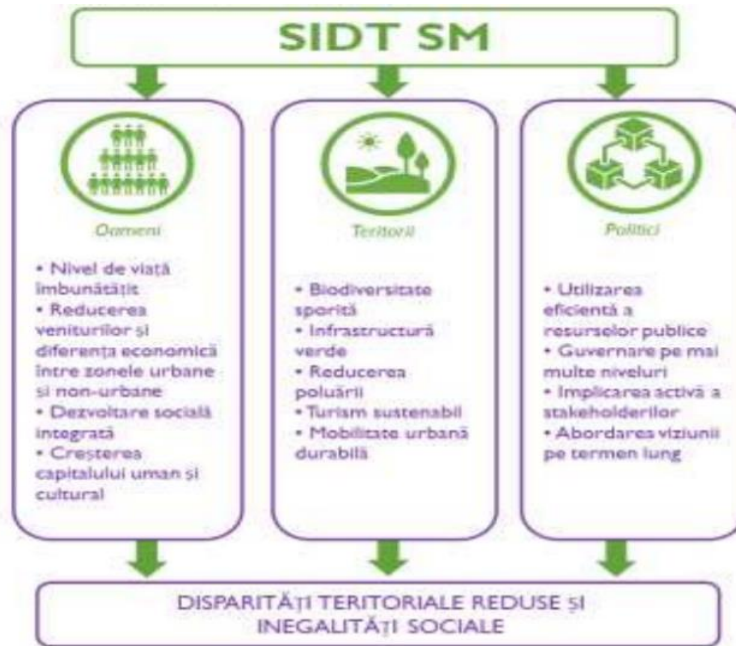 SIDT SM
Oameni
• Nivel de viață
îmbunătățit
• Reducerea
veniturilor și
diferența economică
între zonele urbane
și non-urbane
• Dezvoltare socială
integrată
• Creșterea
capitalului uman și
cultural
Teritorii
• Biodiversitate
sporită
• Infrastructură
verde
• Reducerea
poluării
• Turism sustenabil
• Mobilitate urbană
durabilă
Politici
• Utilizarea
eficientă a
resurselor publice
• Guvernare pe mai
multe niveluri
• Implicarea activă a
stakeholderilor
• Abordarea viziunii
pe termen lung
DISPARITĂȚI TERITORIALE REDUSE ȘI
INEGALITĂȚI SOCIALE